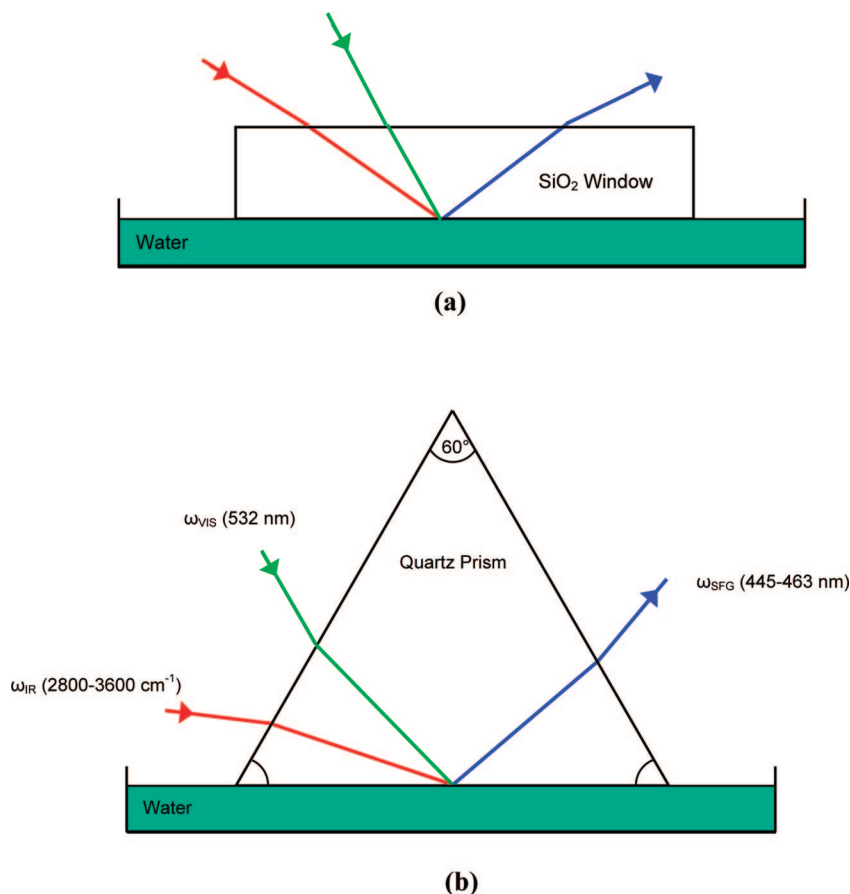 SiO₂ Window
Water
(a)
60°
ωVIS (532 nm)
Quartz Prism
ωSFG (445-463 nm)
ωIR (2800-3600 cm⁻¹)
Water
(b)